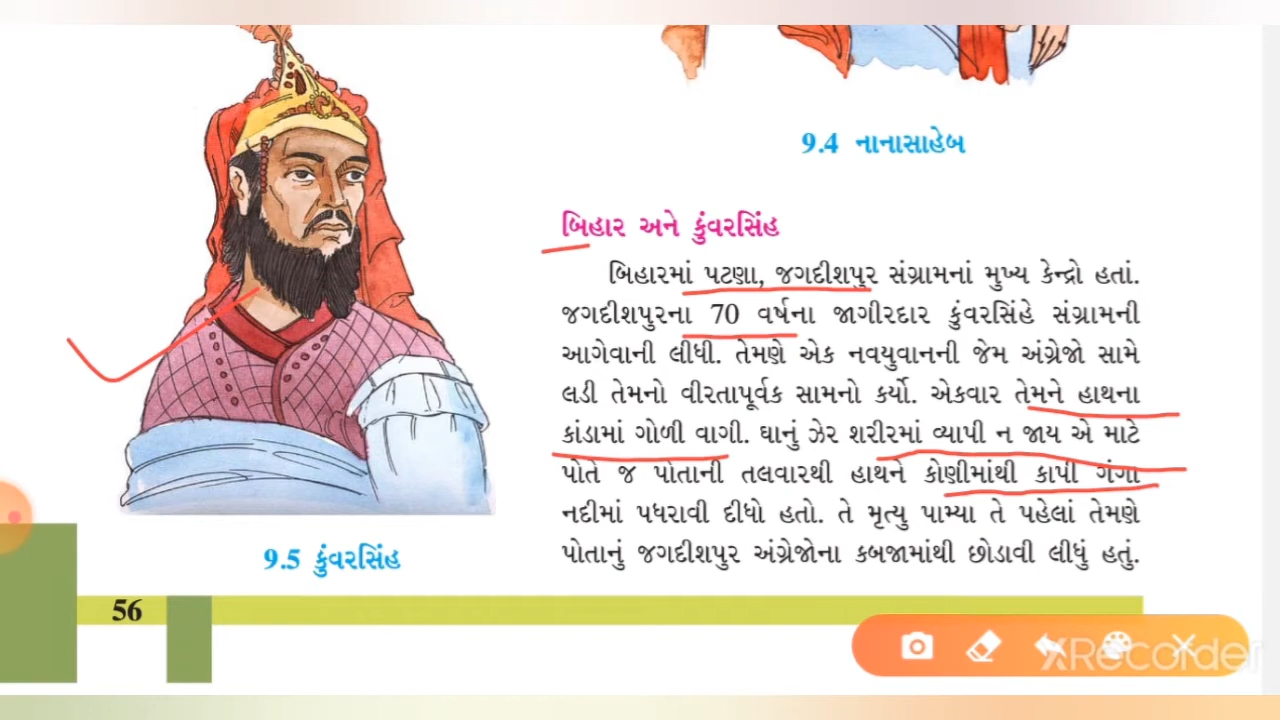 9.4 નાનાસાહેબ
બિહાર અને કુંવરસિંહ
બિહારમાં પટણા, જગદીશપુર સંગ્રામનાં મુખ્ય કેન્દ્રો હતાં.
જગદીશપુરના 70 વર્ષના જાગીરદાર કુંવરસિંહે સંગ્રામની
આગેવાની લીધી. તેમણે એક નવયુવાનની જેમ અંગ્રેજો સામે
લડી તેમનો વીરતાપૂર્વક સામનો કર્યો. એકવાર તેમને હાથના
કાંડામાં ગોળી વાગી. ઘાનું ઝેર શરીરમાં વ્યાપી ન જાય એ માટે
પોતે જ પોતાની તલવારથી હાથને કોણીમાંથી કાપી ગંગા
નદીમાં પધરાવી દીધો હતો. તે મૃત્યુ પામ્યા તે પહેલાં તેમણે
પોતાનું જગદીશપુર અંગ્રેજોના કબજામાંથી છોડાવી લીધું હતું.
9.5 કુંવરસિંહ
56
XRecorder